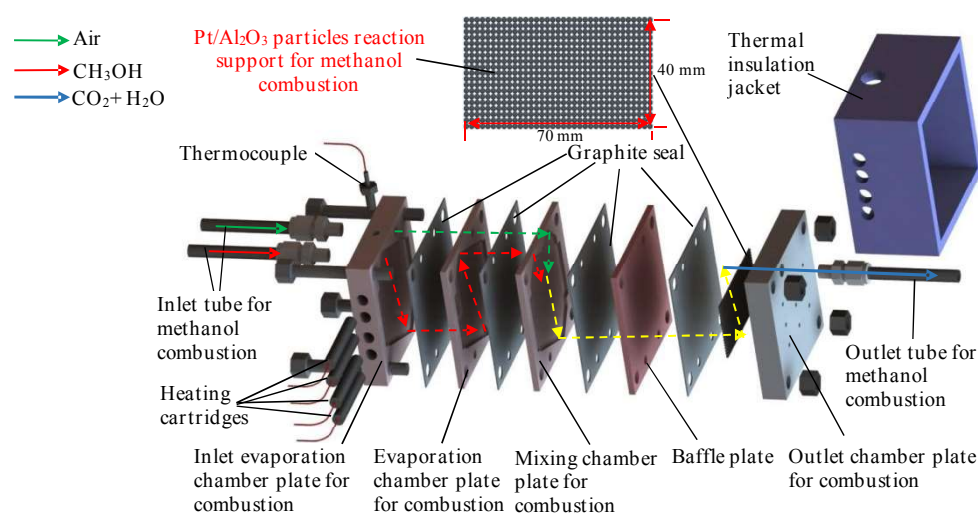 Air
CH₃OH
CO₂+ H₂O
Pt/Al₂O₃ particles reaction
support for methanol
combustion
40 mm
70 mm
Thermal
insulation
jacket
Thermocouple
Graphite seal
Inlet tube for
methanol
combustion
Outlet tube for
methanol
combustion
Heating
cartridges
Inlet evaporation
chamber plate for
combustion
Evaporation
chamber plate
for combustion
Mixing chamber
plate for
combustion
Baffle plate
Outlet chamber plate
for combustion